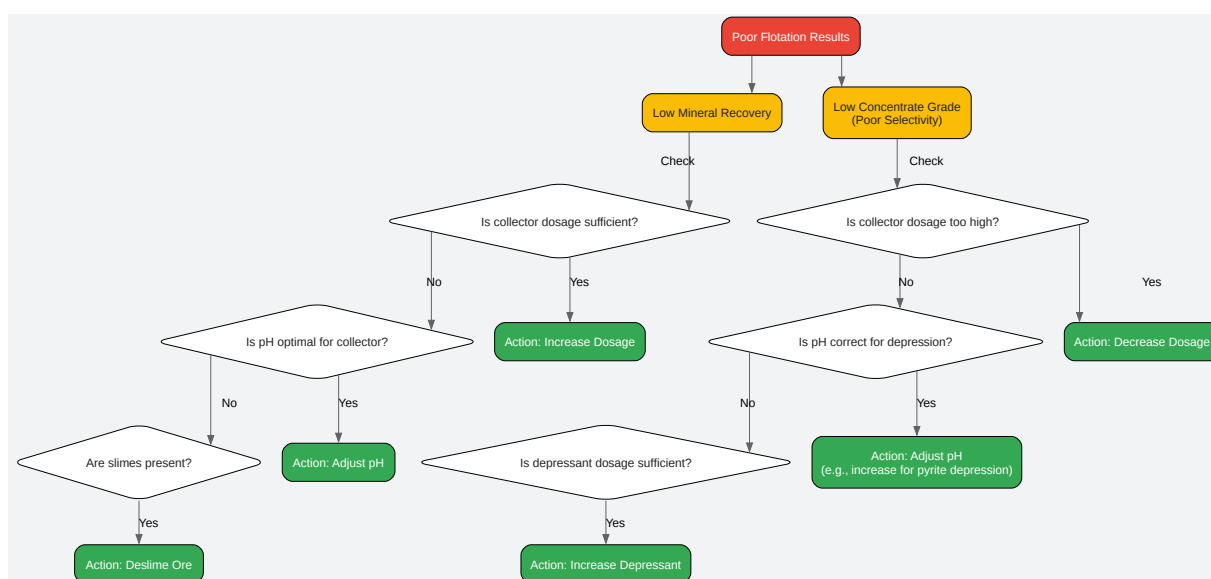 Poor Flotation Results
Low Mineral Recovery
Low Concentrate Grade
(Poor Selectivity)
Check
Check
Is collector dosage sufficient?
Is collector dosage too high?
No
Yes
No
Yes
Is pH optimal for collector?
Action: Increase Dosage
Is pH correct for depression?
Action: Decrease Dosage
No
Yes
No
Yes
Are slimes present?
Action: Adjust pH
Is depressant dosage sufficient?
Action: Adjust pH
(e.g., increase for pyrite depression)
Yes
Yes
Action: Deslime Ore
Action: Increase Depressant